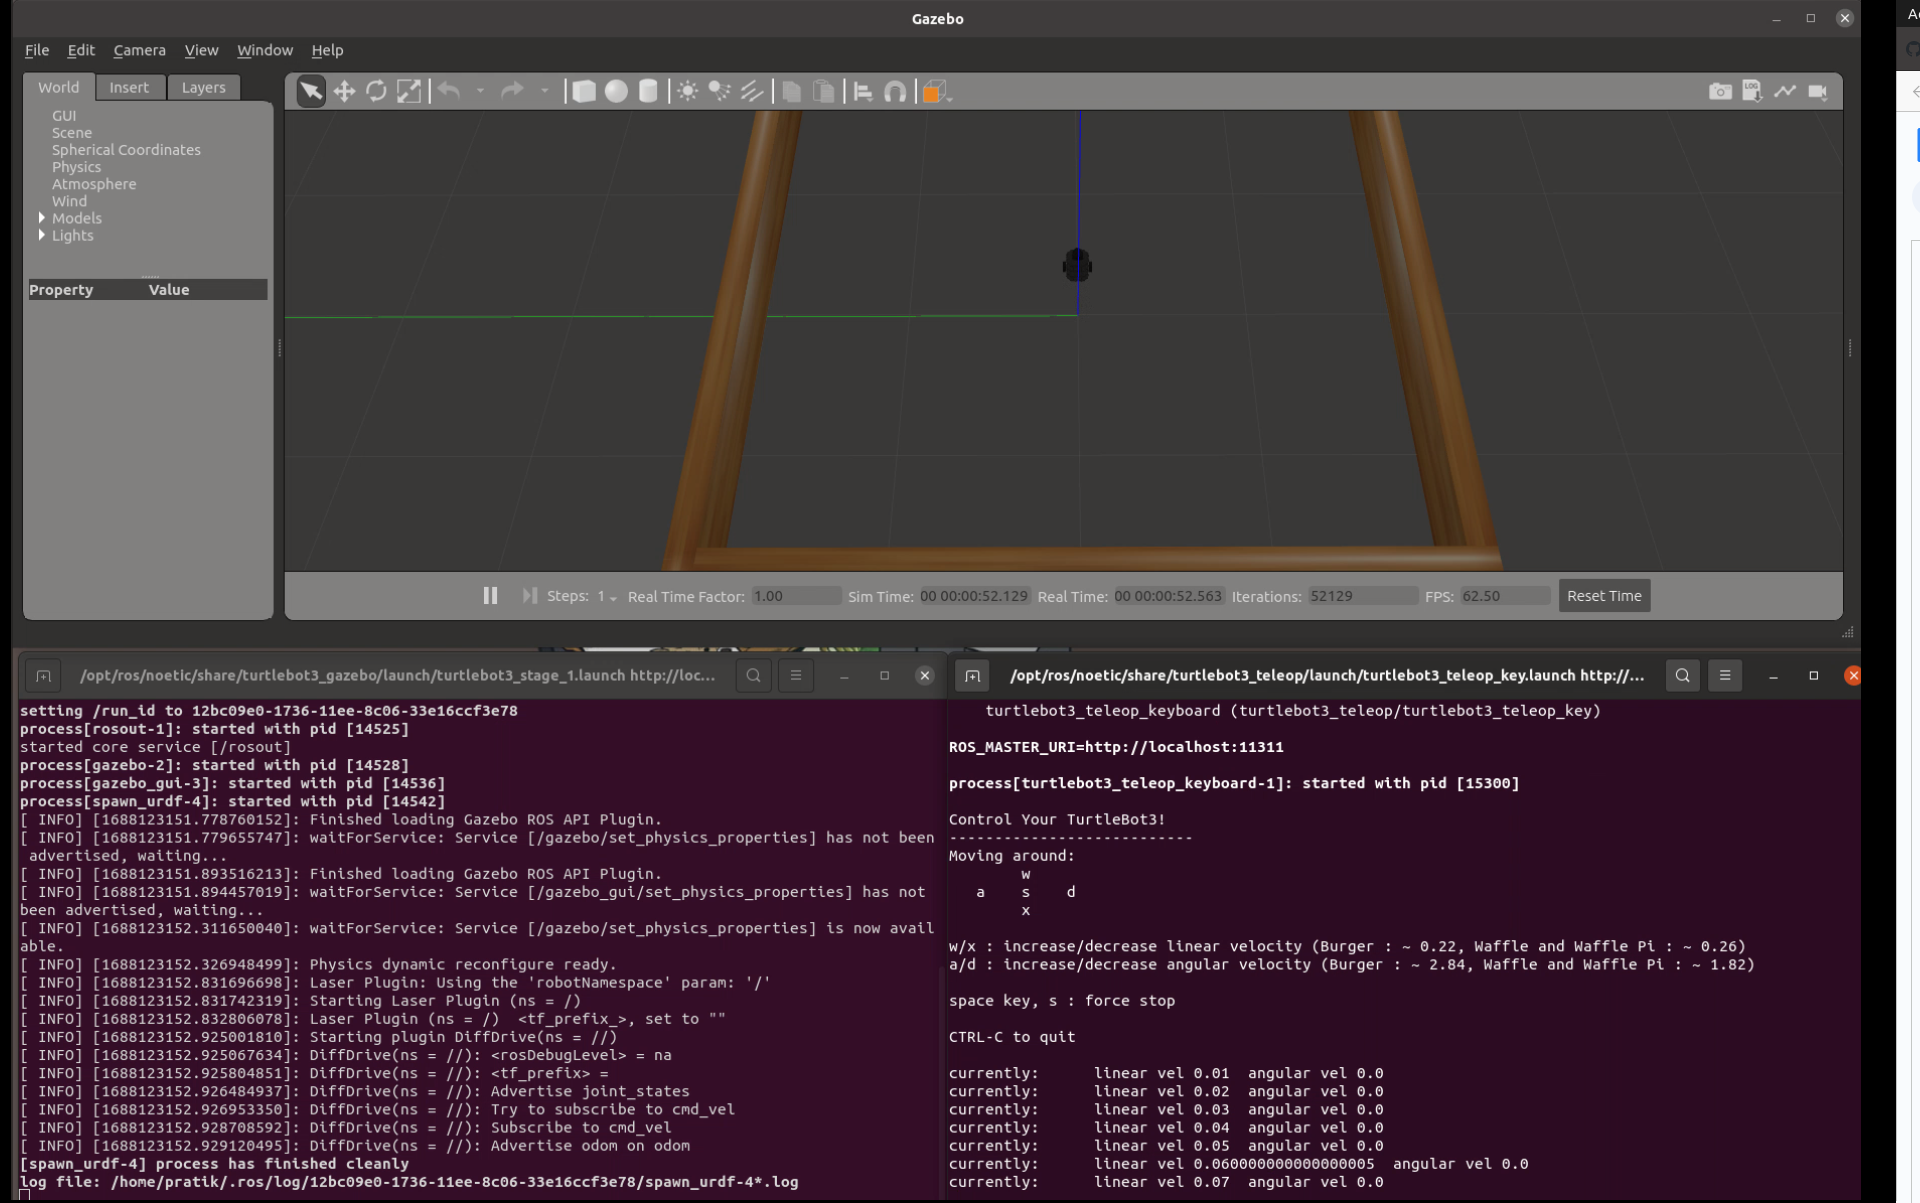 Gazebo
File Edit Camera View Window Help
World Insert Layers
GUI
Scene
Spherical Coordinates
Physics
Atmosphere
Wind
Models
Lights
Property Value
LOG
Steps: 1 Real Time Factor: 1.00 Sim Time: 00 00:00:52.129 Real Time: 00 00:00:52.563 Iterations: 52129 FPS: 62.50 Reset Time
/opt/ros/noetic/share/turtlebot3_gazebo/launch/turtlebot3_stage_1.launch http://loc...
setting /run_id to 12bc09e0-1736-11ee-8c06-33e16ccf3e78
process[rosout-1]: started with pid [14525]
started core service [/rosout]
process[gazebo-2]: started with pid [14528]
process[gazebo_gui-3]: started with pid [14536]
process[spawn_urdf-4]: started with pid [14542]
[ INFO] [1688123151.778760152]: Finished loading Gazebo ROS API Plugin.
[ INFO] [1688123151.779655747]: waitForService: Service [/gazebo/set_physics_properties] has not been
advertised, waiting...
[ INFO] [1688123151.893516213]: Finished loading Gazebo ROS API Plugin.
[ INFO] [1688123151.894457019]: waitForService: Service [/gazebo_gui/set_physics_properties] has not
been advertised, waiting...
[ INFO] [1688123152.311650040]: waitForService: Service [/gazebo/set_physics_properties] is now avail
able.
[ INFO] [1688123152.326948499]: Physics dynamic reconfigure ready.
[ INFO] [1688123152.831696698]: Laser Plugin: Using the 'robotNamespace' param: '/'
[ INFO] [1688123152.831742319]: Starting Laser Plugin (ns = /)
[ INFO] [1688123152.832806078]: Laser Plugin (ns = /)  <tf_prefix_>, set to ""
[ INFO] [1688123152.925001810]: Starting plugin DiffDrive(ns = //)
[ INFO] [1688123152.925067634]: DiffDrive(ns = //): <rosDebugLevel> = na
[ INFO] [1688123152.925804851]: DiffDrive(ns = //): <tf_prefix> =
[ INFO] [1688123152.926484937]: DiffDrive(ns = //): Advertise joint_states
[ INFO] [1688123152.926953350]: DiffDrive(ns = //): Try to subscribe to cmd_vel
[ INFO] [1688123152.928708592]: DiffDrive(ns = //): Subscribe to cmd_vel
[ INFO] [1688123152.929120495]: DiffDrive(ns = //): Advertise odom on odom
[spawn_urdf-4] process has finished cleanly
log file: /home/pratik/.ros/log/12bc09e0-1736-11ee-8c06-33e16ccf3e78/spawn_urdf-4*.log
/opt/ros/noetic/share/turtlebot3_teleop/launch/turtlebot3_teleop_key.launch http://...
turtlebot3_teleop_keyboard (turtlebot3_teleop/turtlebot3_teleop_key)
ROS_MASTER_URI=http://localhost:11311
process[turtlebot3_teleop_keyboard-1]: started with pid [15300]
Control Your TurtleBot3!
---------------------------
Moving around:
w
a s d
x
w/x : increase/decrease linear velocity (Burger : ~ 0.22, Waffle and Waffle Pi : ~ 0.26)
a/d : increase/decrease angular velocity (Burger : ~ 2.84, Waffle and Waffle Pi : ~ 1.82)
space key, s : force stop
CTRL-C to quit
currently: linear vel 0.01 angular vel 0.0
currently: linear vel 0.02 angular vel 0.0
currently: linear vel 0.03 angular vel 0.0
currently: linear vel 0.04 angular vel 0.0
currently: linear vel 0.05 angular vel 0.0
currently: linear vel 0.060000000000000005 angular vel 0.0
currently: linear vel 0.07 angular vel 0.0